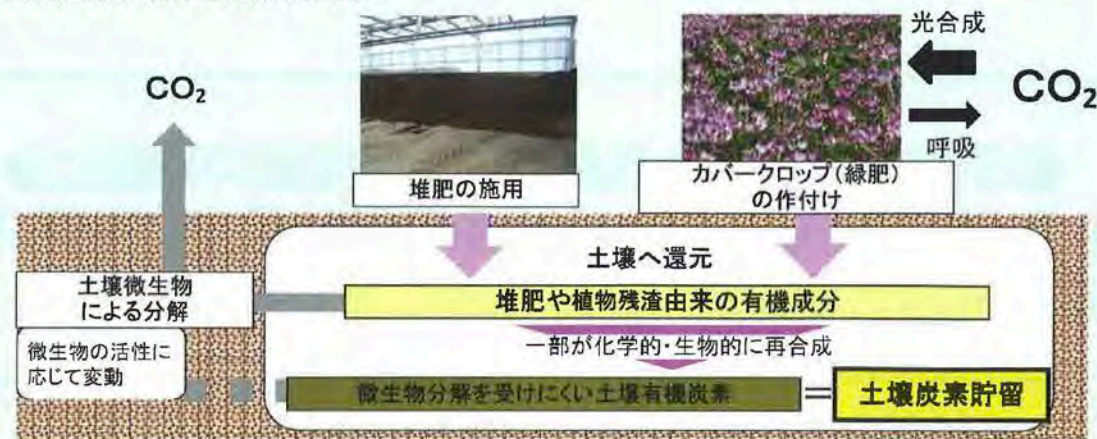 光合成
CO₂
CO₂
呼吸
堆肥の施用
カバークロップ(緑肥)
の作付け
土壌へ還元
土壌微生物
による分解
堆肥や植物残渣由来の有機成分
微生物の活性に
応じて変動
一部が化学的・生物的に再合成
微生物分解を受けにくい土壌有機炭素
=
土壌炭素貯留